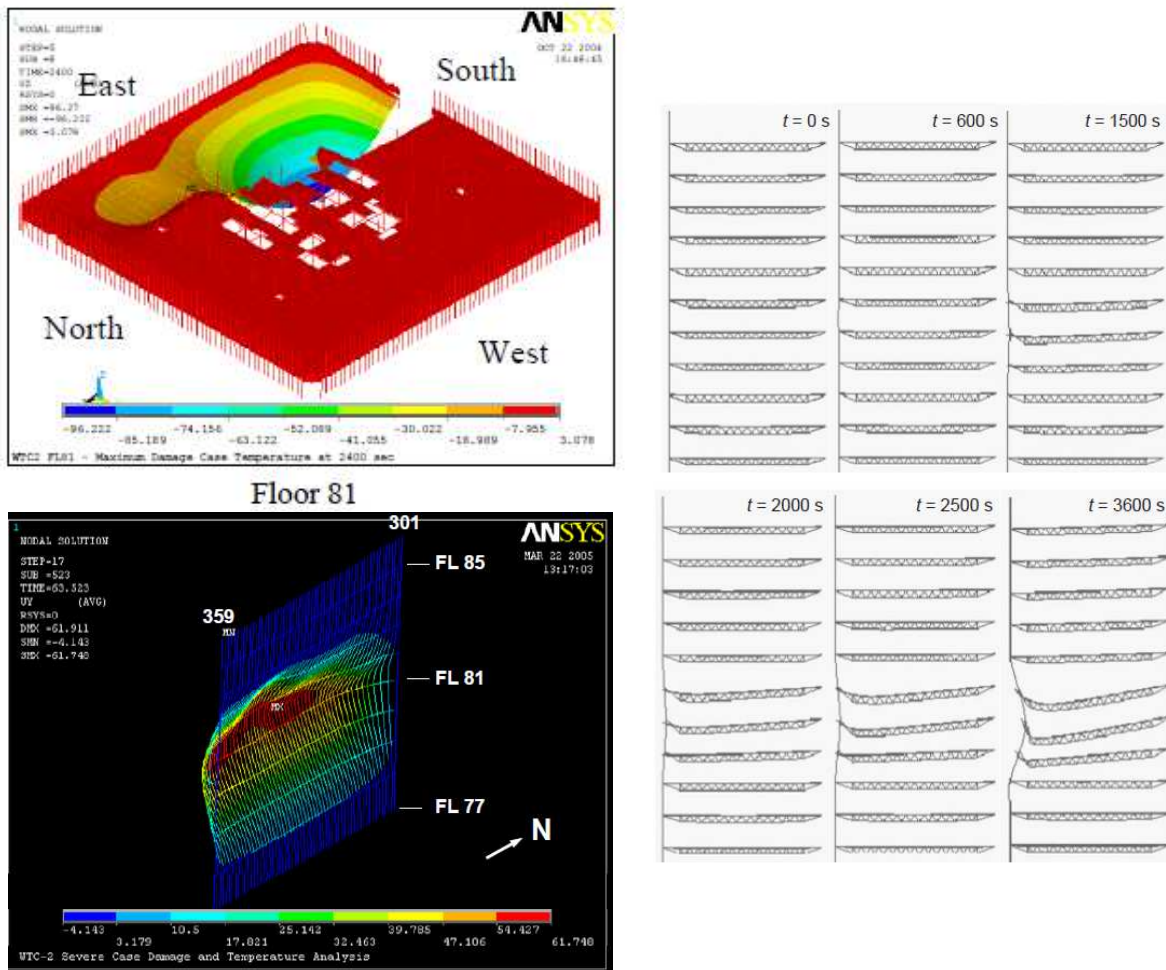 1
ANSYS
NODAL SOLUTION
OCT 22 2004
STEP=5
SUB =8
TIME=2400
UZ
RSYS=0
DMX =96.27
SMN =-96.222
SMX =3.078
East
South
North
West
-96.222 -74.156 -52.089 -30.022 -7.955
-85.189 -63.122 -41.055 -18.989 3.078
WTC2 FL81 - Maximum Damage Case Temperature at 2400 sec
Floor 81
1
NODAL SOLUTION
STEP=17
SUB =523
TIME=63.523
UY (AVG)
RSYS=0
DMX =61.911
SMN =-4.143
SMX =61.748
301
ANSYS
MAR 22 2005
13:17:03
FL 85
359
MN
FL 81
MX
FL 77
N
-4.143 10.5 25.142 39.785 54.427
3.179 17.821 32.463 47.106 61.748
WTC-2 Severe Case Damage and Temperature Analysis
t = 0 s
t = 600 s
t = 1500 s
t = 2000 s
t = 2500 s
t = 3600 s